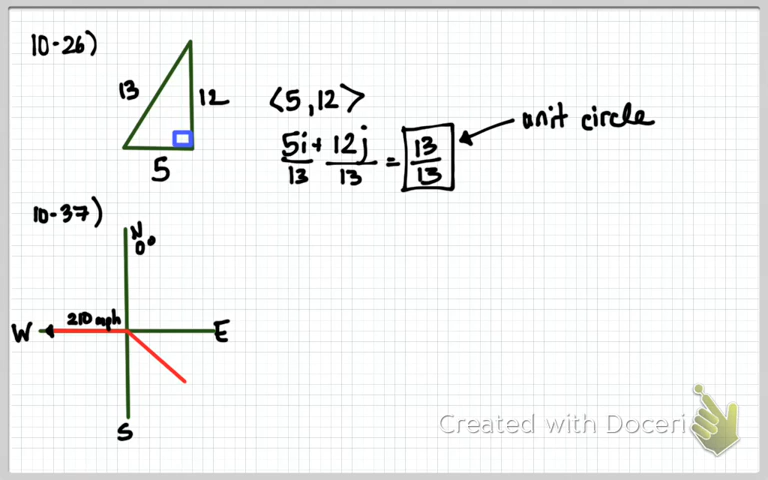 10-26)
13
12
5
<5, 12>
5i + 12j = 13
13 13 13
unit circle
10-37)
N
0°
W
210 mph
E
S
Created with Doceri